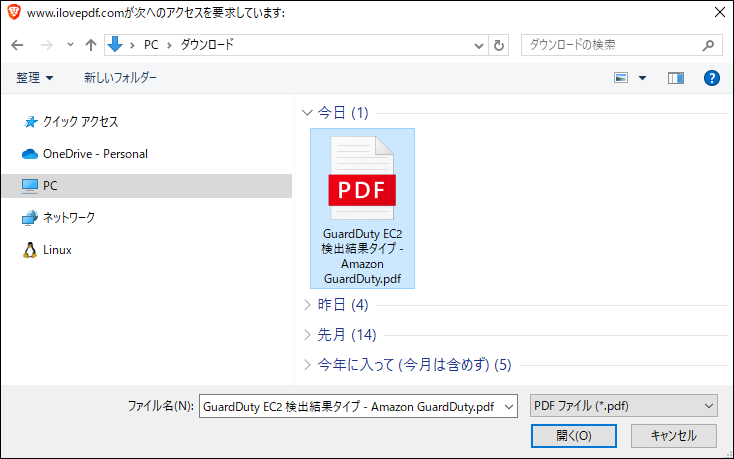 www.ilovepdf.comが次へのアクセスを要求しています:
PC
ダウンロード
ダウンロードの検索
整理
新しいフォルダー
?
クイック アクセス
OneDrive - Personal
PC
ネットワーク
Linux
今日 (1)
PDF
GuardDuty EC2
検出結果タイプ -
Amazon
GuardDuty.pdf
昨日 (4)
先月 (14)
今年に入って (今月は含めず) (5)
ファイル名(N):
GuardDuty EC2 検出結果タイプ - Amazon GuardDuty.pdf
PDF ファイル (*.pdf)
開く(O)
キャンセル